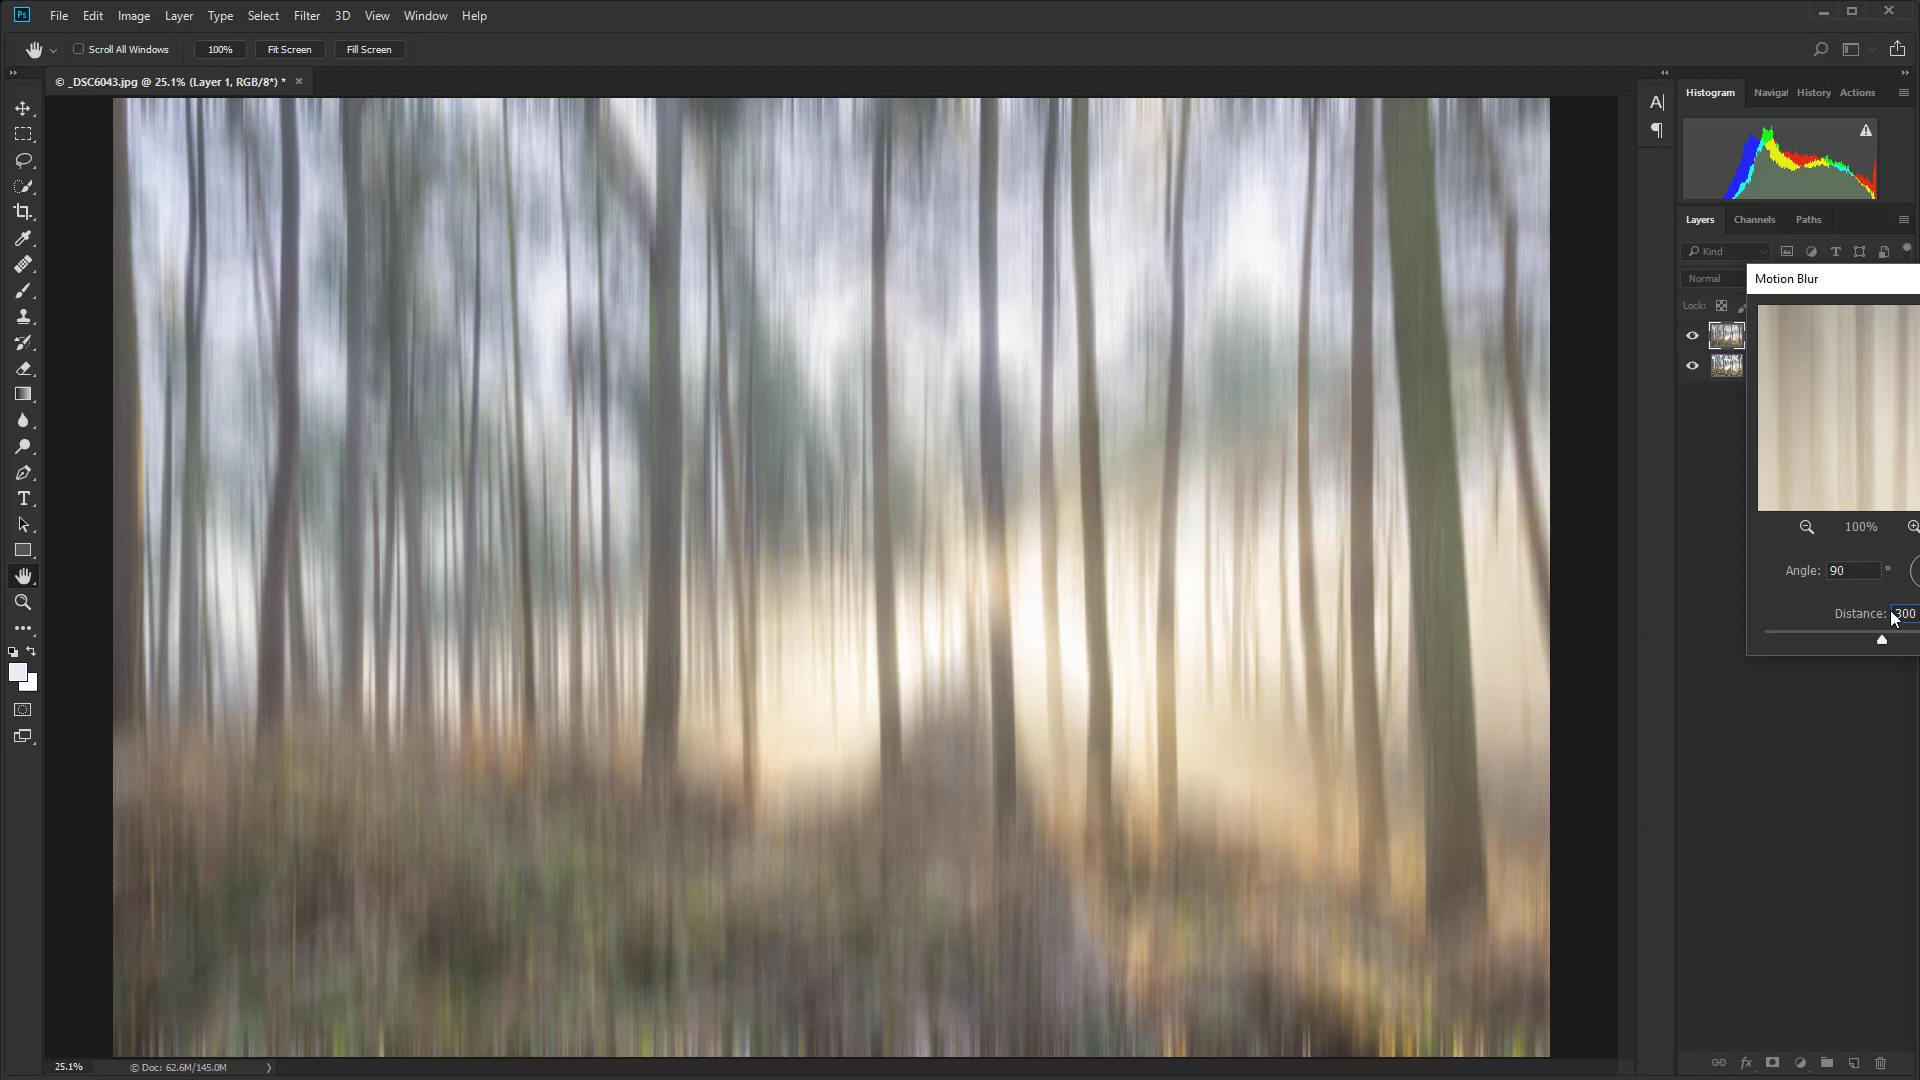 Ps File Edit Image Layer Type Select Filter 3D View Window Help
Scroll All Windows 100% Fit Screen Fill Screen
© _DSC6043.jpg @ 25.1% (Layer 1, RGB/8*) *
Histogram Navigat History Actions
Layers Channels Paths
Kind
Normal
Motion Blur
Lock:
100%
Angle: 90 °
Distance: 300
25.1% © Doc: 62.6M/145.0M